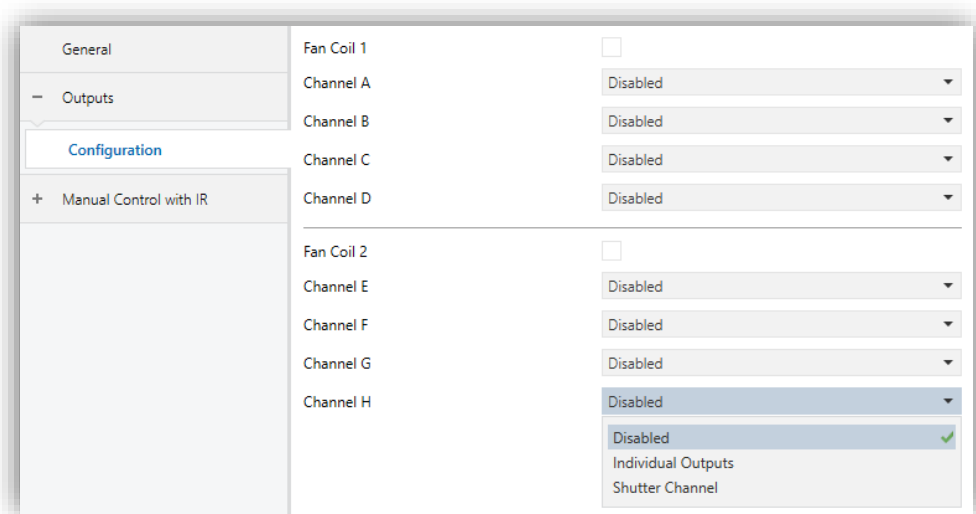 General
− Outputs
Configuration
+ Manual Control with IR
Fan Coil 1
Channel A Disabled
Channel B Disabled
Channel C Disabled
Channel D Disabled
Fan Coil 2
Channel E Disabled
Channel F Disabled
Channel G Disabled
Channel H Disabled
Disabled
Individual Outputs
Shutter Channel